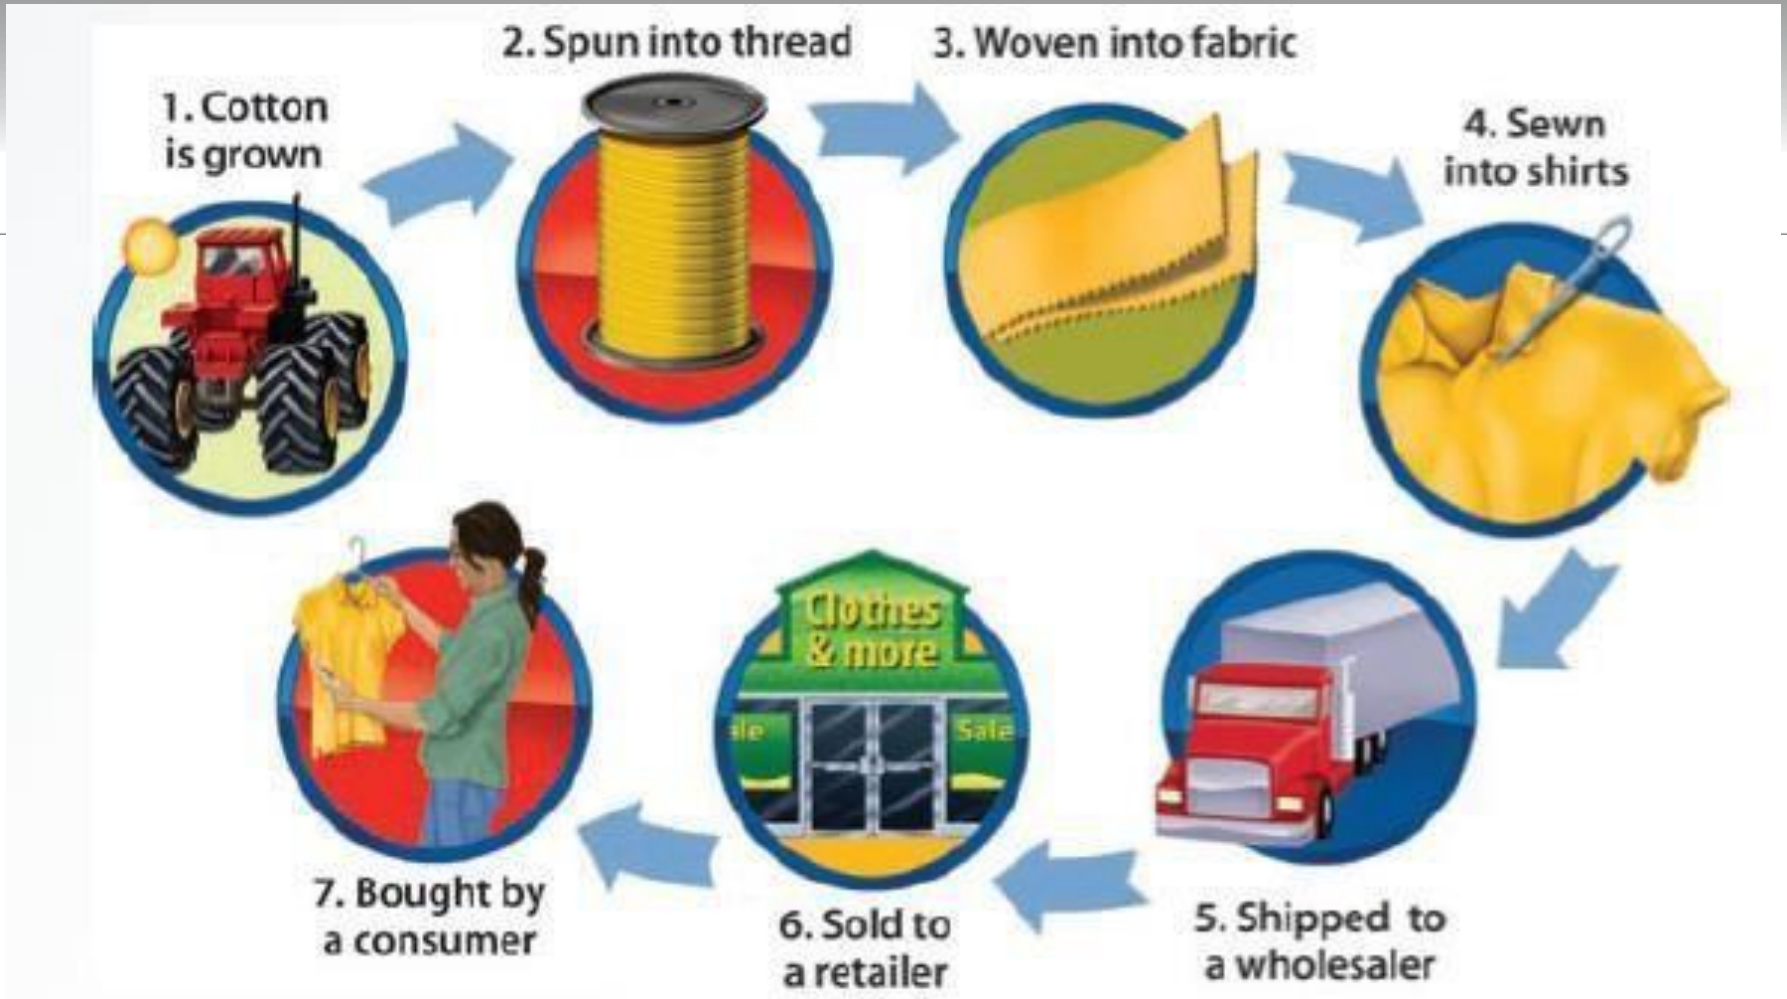 1. Cotton
is grown
2. Spun into thread
3. Woven into fabric
4. Sewn
into shirts
5. Shipped to
a wholesaler
Clothes
& more
ale
Sale
6. Sold to
a retailer
7. Bought by
a consumer